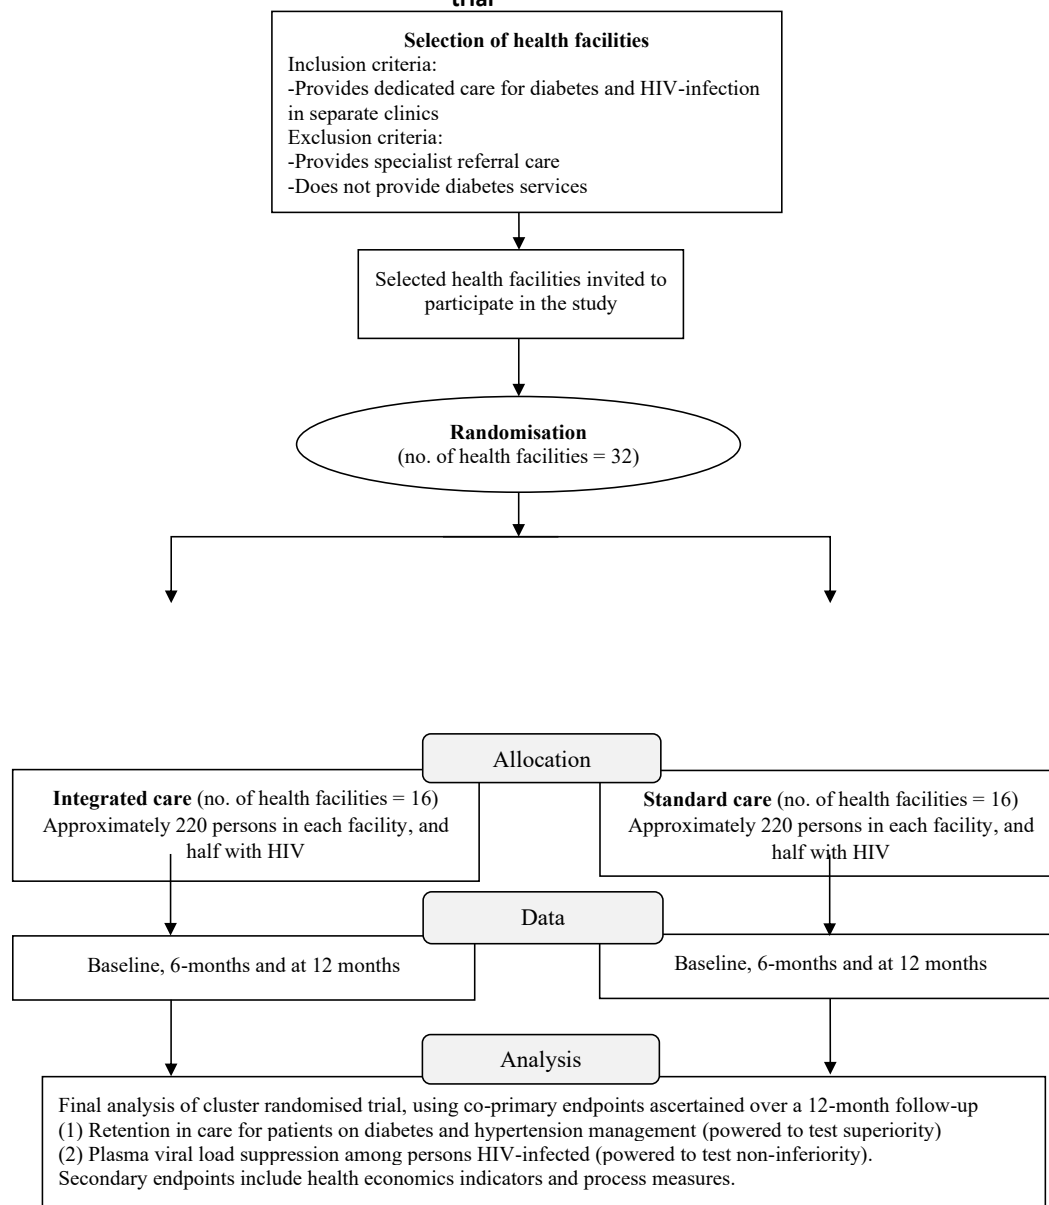 trial
Selection of health facilities
Inclusion criteria:
-Provides dedicated care for diabetes and HIV-infection
in separate clinics
Exclusion criteria:
-Provides specialist referral care
-Does not provide diabetes services
Selected health facilities invited to
participate in the study
Randomisation
(no. of health facilities = 32)
Allocation
Integrated care (no. of health facilities = 16)
Approximately 220 persons in each facility, and
half with HIV
Standard care (no. of health facilities = 16)
Approximately 220 persons in each facility, and
half with HIV
Data
Baseline, 6-months and at 12 months
Baseline, 6-months and at 12 months
Analysis
Final analysis of cluster randomised trial, using co-primary endpoints ascertained over a 12-month follow-up
(1) Retention in care for patients on diabetes and hypertension management (powered to test superiority)
(2) Plasma viral load suppression among persons HIV-infected (powered to test non-inferiority).
Secondary endpoints include health economics indicators and process measures.